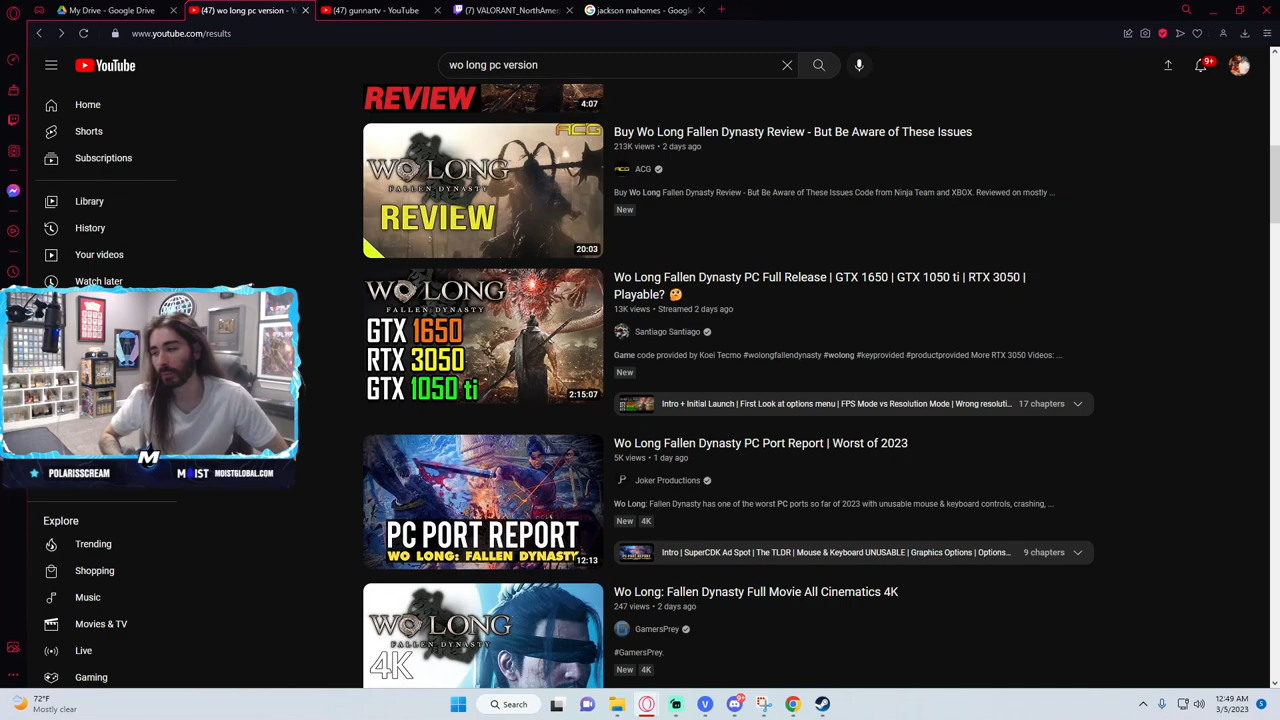 My Drive - Google Drive
(47) wo long pc version - Y
(47) gunnrtv - YouTube
(7) VALORANT_NorthAmer
jackson mahomes - Google
www.youtube.com/results
YouTube
wo long pc version
9+
Home
Shorts
Subscriptions
Library
History
Your videos
Watch later
POLARISSCREAM
M
MOIST
MOISTGLOBAL.COM
Explore
Trending
Shopping
Music
Movies & TV
Live
Gaming
REVIEW
4:07
ACG
WO LONG
FALLEN DYNASTY
REVIEW
20:03
Buy Wo Long Fallen Dynasty Review - But Be Aware of These Issues
213K views • 2 days ago
ACG
Buy Wo Long Fallen Dynasty Review - But Be Aware of These Issues Code from Ninja Team and XBOX. Reviewed on mostly ...
New
WO LONG
FALLEN DYNASTY
GTX 1650
RTX 3050
GTX 1050 ti
2:15:07
Wo Long Fallen Dynasty PC Full Release | GTX 1650 | GTX 1050 ti | RTX 3050 |
Playable? 🤔
13K views • Streamed 2 days ago
Santiago Santiago
Game code provided by Koei Tecmo #wolongfallendynasty #wolong #keyprovided #productprovided More RTX 3050 Videos: ...
New
Intro + Initial Launch | First Look at options menu | FPS Mode vs Resolution Mode | Wrong resoluti...
17 chapters
PC PORT REPORT
WO LONG: FALLEN DYNASTY
12:13
Wo Long Fallen Dynasty PC Port Report | Worst of 2023
5K views • 1 day ago
Joker Productions
Wo Long: Fallen Dynasty has one of the worst PC ports so far of 2023 with unusable mouse & keyboard controls, crashing, ...
New 4K
Intro | SuperCDK Ad Spot | The TLDR | Mouse & Keyboard UNUSABLE | Graphics Options | Options...
9 chapters
WO LONG
FALLEN DYNASTY
4K
Wo Long: Fallen Dynasty Full Movie All Cinematics 4K
247 views • 2 days ago
GamersPrey
#GamersPrey.
New 4K
72°F
Mostly clear
Search
12:49 AM
3/5/2023
5